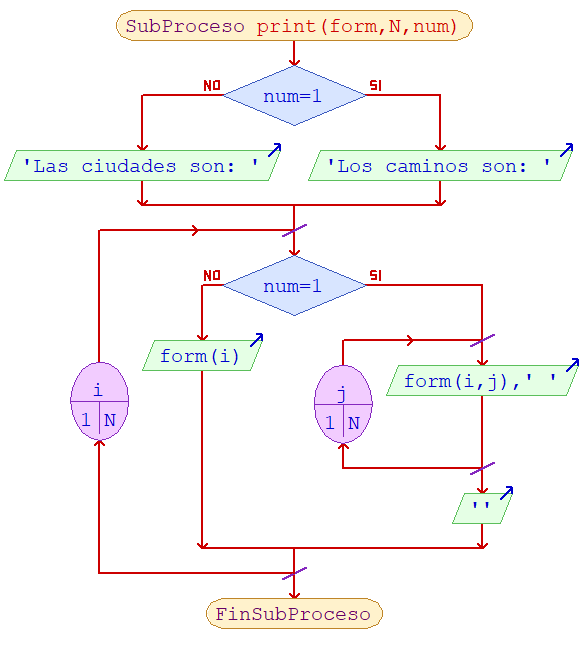 SubProceso print(form,N,num)
NO
SI
num=1
'Las ciudades son: '
'Los caminos son: '
NO
SI
num=1
form(i)
form(i,j),' '
i
1 N
j
1 N
''
FinSubProceso